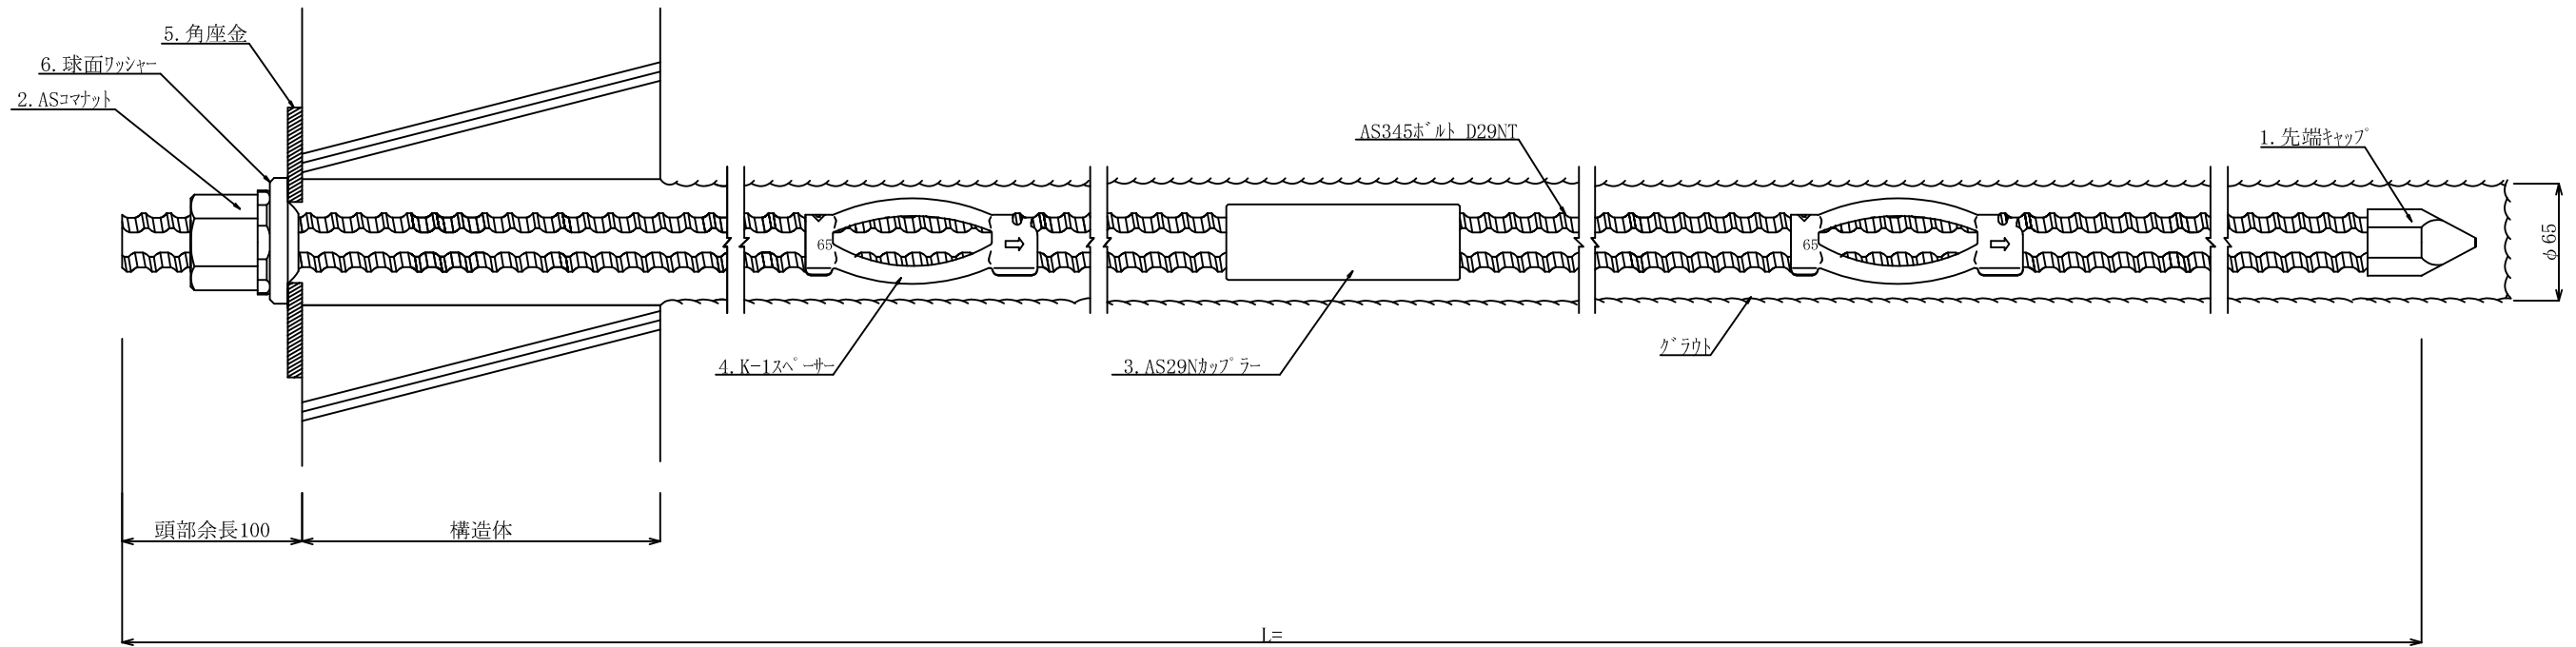 5.角座金
6.球面ﾜｯｼｬｰ
2.ASｺﾏﾅｯﾄ
AS345ﾎﾞﾙﾄ D29NT
1.先端ｷｬｯﾌﾟ
65
65
φ65
4.K-1ｽﾍﾟｰｻｰ
3.AS29Nｶｯﾌﾟﾗｰ
ｸﾞﾗｳﾄ
頭部余長100
構造体
L=